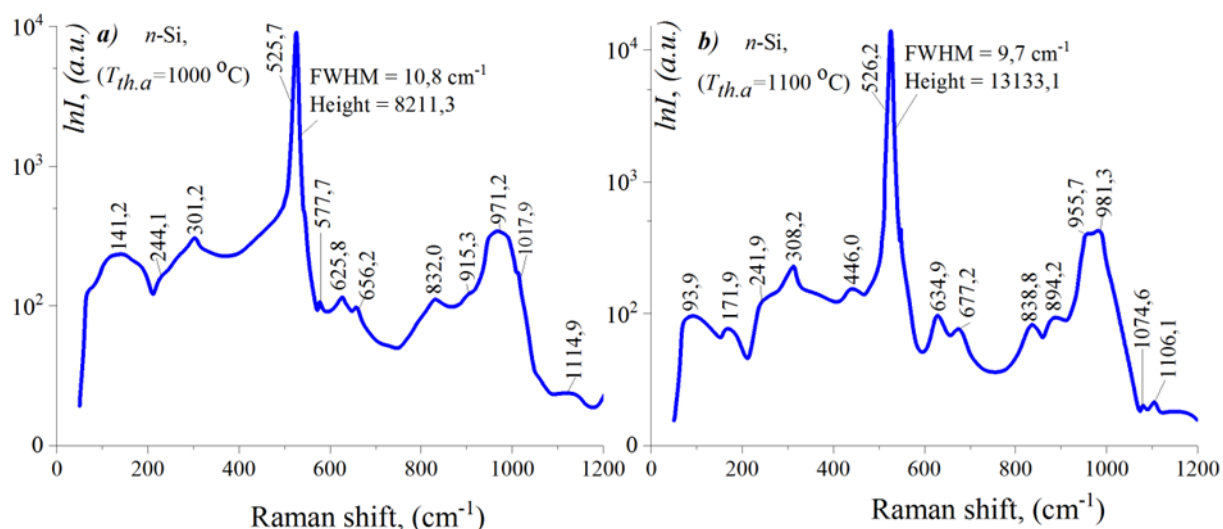 a) n-Si,
(T_th.a=1000 °C)
FWHM = 10,8 cm⁻¹
Height = 8211,3
lnI, (a.u.)
10⁴
10³
10²
0
141,2
244,1
301,2
525,7
577,7
625,8
656,2
832,0
915,3
971,2
1017,9
1114,9
0 200 400 600 800 1000 1200
Raman shift, (cm⁻¹)
b) n-Si,
(T_th.a=1100 °C)
FWHM = 9,7 cm⁻¹
Height = 13133,1
lnI, (a.u.)
10⁴
10³
10²
0
93,9
171,9
241,9
308,2
446,0
526,2
634,9
677,2
838,8
894,2
955,7
981,3
1074,6
1106,1
0 200 400 600 800 1000 1200
Raman shift, (cm⁻¹)